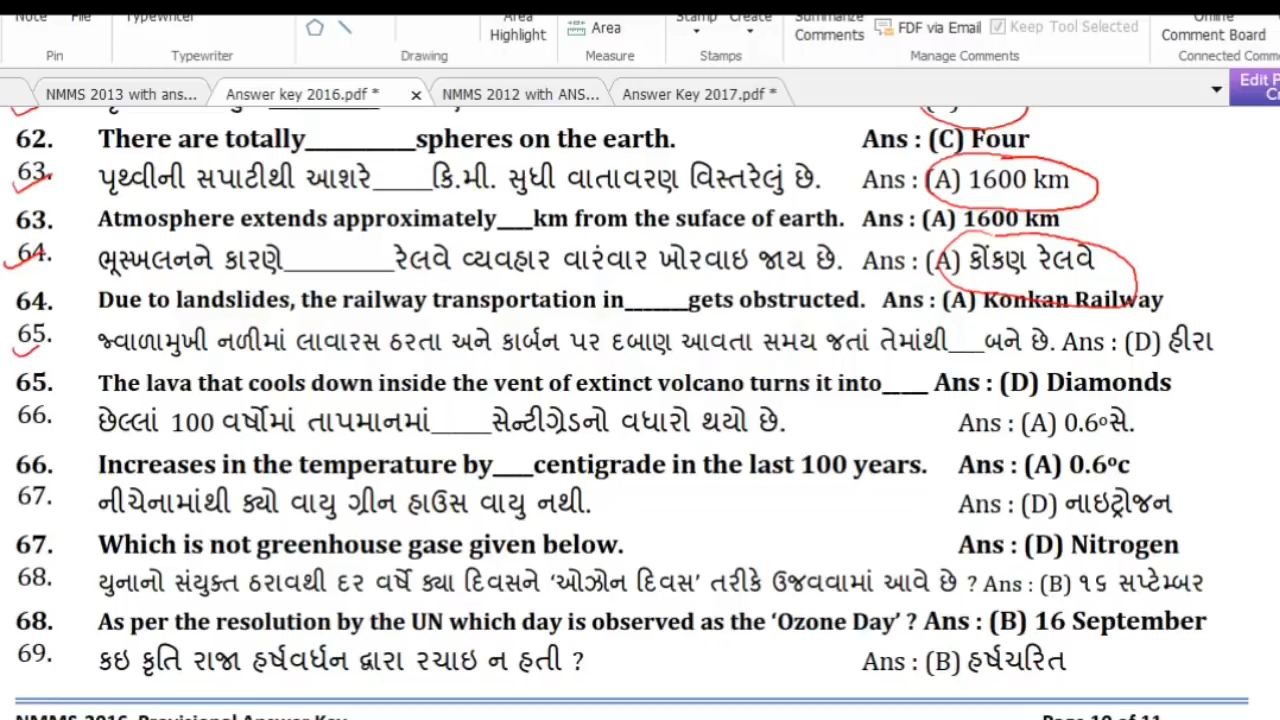 Note File Typewriter Area Stamp Create Summarize Online
Highlight Area Comments FDF via Email Keep Tool Selected Comment Board
Pin Typewriter Drawing Measure Stamps Manage Comments Connected Comm
NMMS 2013 with ans... Answer key 2016.pdf * × NMMS 2012 with ANS... Answer Key 2017.pdf * Edit P
62. There are totally__________spheres on the earth. Ans : (C) Four
63. પૃથ્વીની સપાટીથી આશરે_____કિ.મી. સુધી વાતાવરણ વિસ્તરેલું છે. Ans : (A) 1600 km
63. Atmosphere extends approximately___km from the suface of earth. Ans : (A) 1600 km
64. ભૂસ્ખલનને કારણે_________રેલવે વ્યવહાર વારંવાર ખોરવાઇ જાય છે. Ans : (A) કોંકણ રેલવે
64. Due to landslides, the railway transportation in______gets obstructed. Ans : (A) Konkan Railway
65. જ્વાળામુખી નળીમાં લાવારસ ઠરતા અને કાર્બન પર દબાણ આવતા સમય જતાં તેમાંથી___બને છે. Ans : (D) હીરા
65. The lava that cools down inside the vent of extinct volcano turns it into____ Ans : (D) Diamonds
66. છેલ્લાં 100 વર્ષોમાં તાપમાનમાં_____સેન્ટીગ્રેડનો વધારો થયો છે. Ans : (A) 0.6oસે.
66. Increases in the temperature by___centigrade in the last 100 years. Ans : (A) 0.6oc
67. નીચેનામાંથી ક્યો વાયુ ગ્રીન હાઉસ વાયુ નથી. Ans : (D) નાઇટ્રોજન
67. Which is not greenhouse gase given below. Ans : (D) Nitrogen
68. યુનાનો સંયુક્ત ઠરાવથી દર વર્ષે ક્યા દિવસને ‘ઓઝોન દિવસ’ તરીકે ઉજવવામાં આવે છે ? Ans : (B) ૧૬ સપ્ટેમ્બર
68. As per the resolution by the UN which day is observed as the ‘Ozone Day’ ? Ans : (B) 16 September
69. કઇ કૃતિ રાજા હર્ષવર્ધન દ્વારા રચાઇ ન હતી ? Ans : (B) હર્ષચરિત
NMMS-2016, Provisional Answer Key Page 10 of 11